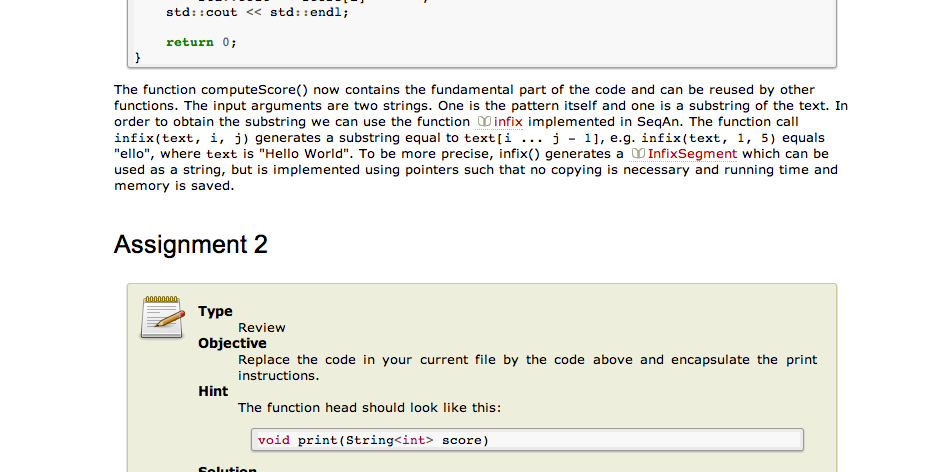 std::cout << std::endl;
return 0;
}
The function computeScore() now contains the fundamental part of the code and can be reused by other
functions. The input arguments are two strings. One is the pattern itself and one is a substring of the text. In
order to obtain the substring we can use the function infix implemented in SeqAn. The function call
infix(text, i, j) generates a substring equal to text[i ... j - 1], e.g. infix(text, 1, 5) equals
"ello", where text is "Hello World". To be more precise, infix() generates a InfixSegment which can be
used as a string, but is implemented using pointers such that no copying is necessary and running time and
memory is saved.
Assignment 2
Type
Review
Objective
Replace the code in your current file by the code above and encapsulate the print
instructions.
Hint
The function head should look like this:
void print(String<int> score)
Solution